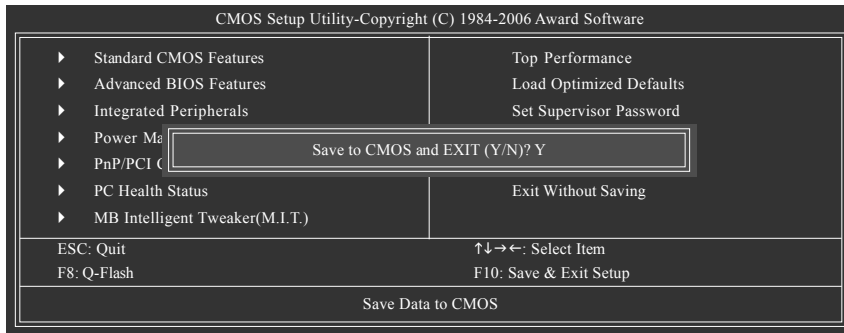 CMOS Setup Utility-Copyright (C) 1984-2006 Award Software
Standard CMOS Features
Advanced BIOS Features
Integrated Peripherals
Power Ma
PnP/PCI C
PC Health Status
MB Intelligent Tweaker(M.I.T.)
Top Performance
Load Optimized Defaults
Set Supervisor Password
Exit Without Saving
Save to CMOS and EXIT (Y/N)? Y
ESC: Quit
↑↓→←: Select Item
F8: Q-Flash
F10: Save & Exit Setup
Save Data to CMOS